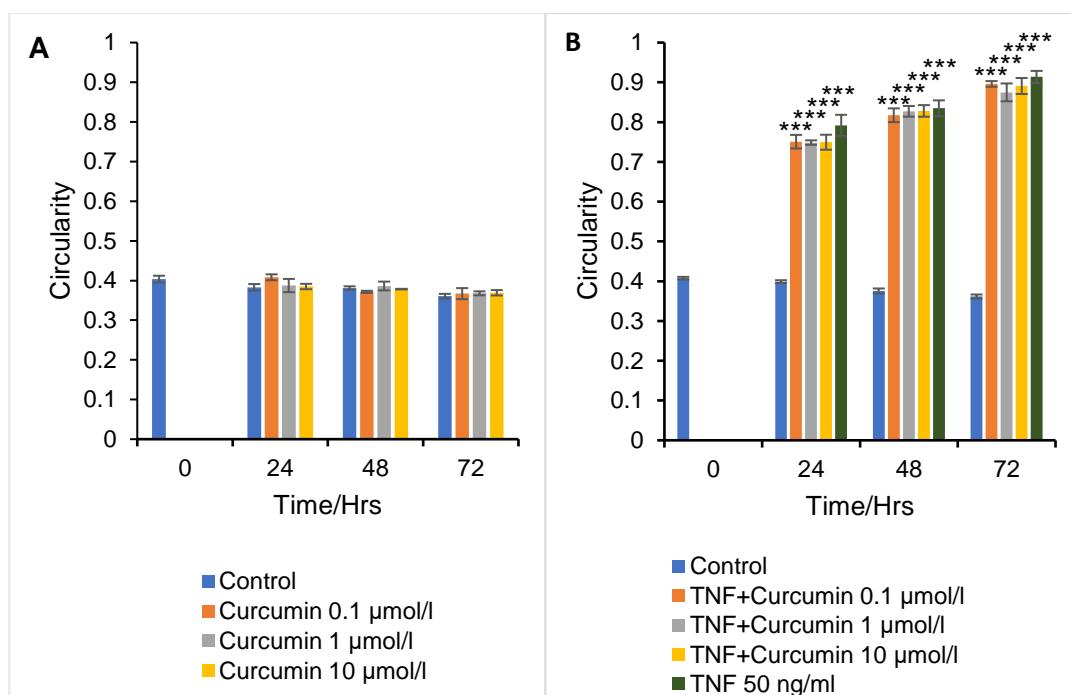 A
1
0.9
0.8
0.7
0.6
0.5
0.4
0.3
0.2
0.1
0
Circularity
0 24 48 72
Time/Hrs
Control
Curcumin 0.1 µmol/l
Curcumin 1 µmol/l
Curcumin 10 µmol/l
B
1
0.9
0.8
0.7
0.6
0.5
0.4
0.3
0.2
0.1
0
Circularity
*** *** *** ***
*** *** *** ***
*** *** *** ***
0 24 48 72
Time/Hrs
Control
TNF+Curcumin 0.1 µmol/l
TNF+Curcumin 1 µmol/l
TNF+Curcumin 10 µmol/l
TNF 50 ng/ml